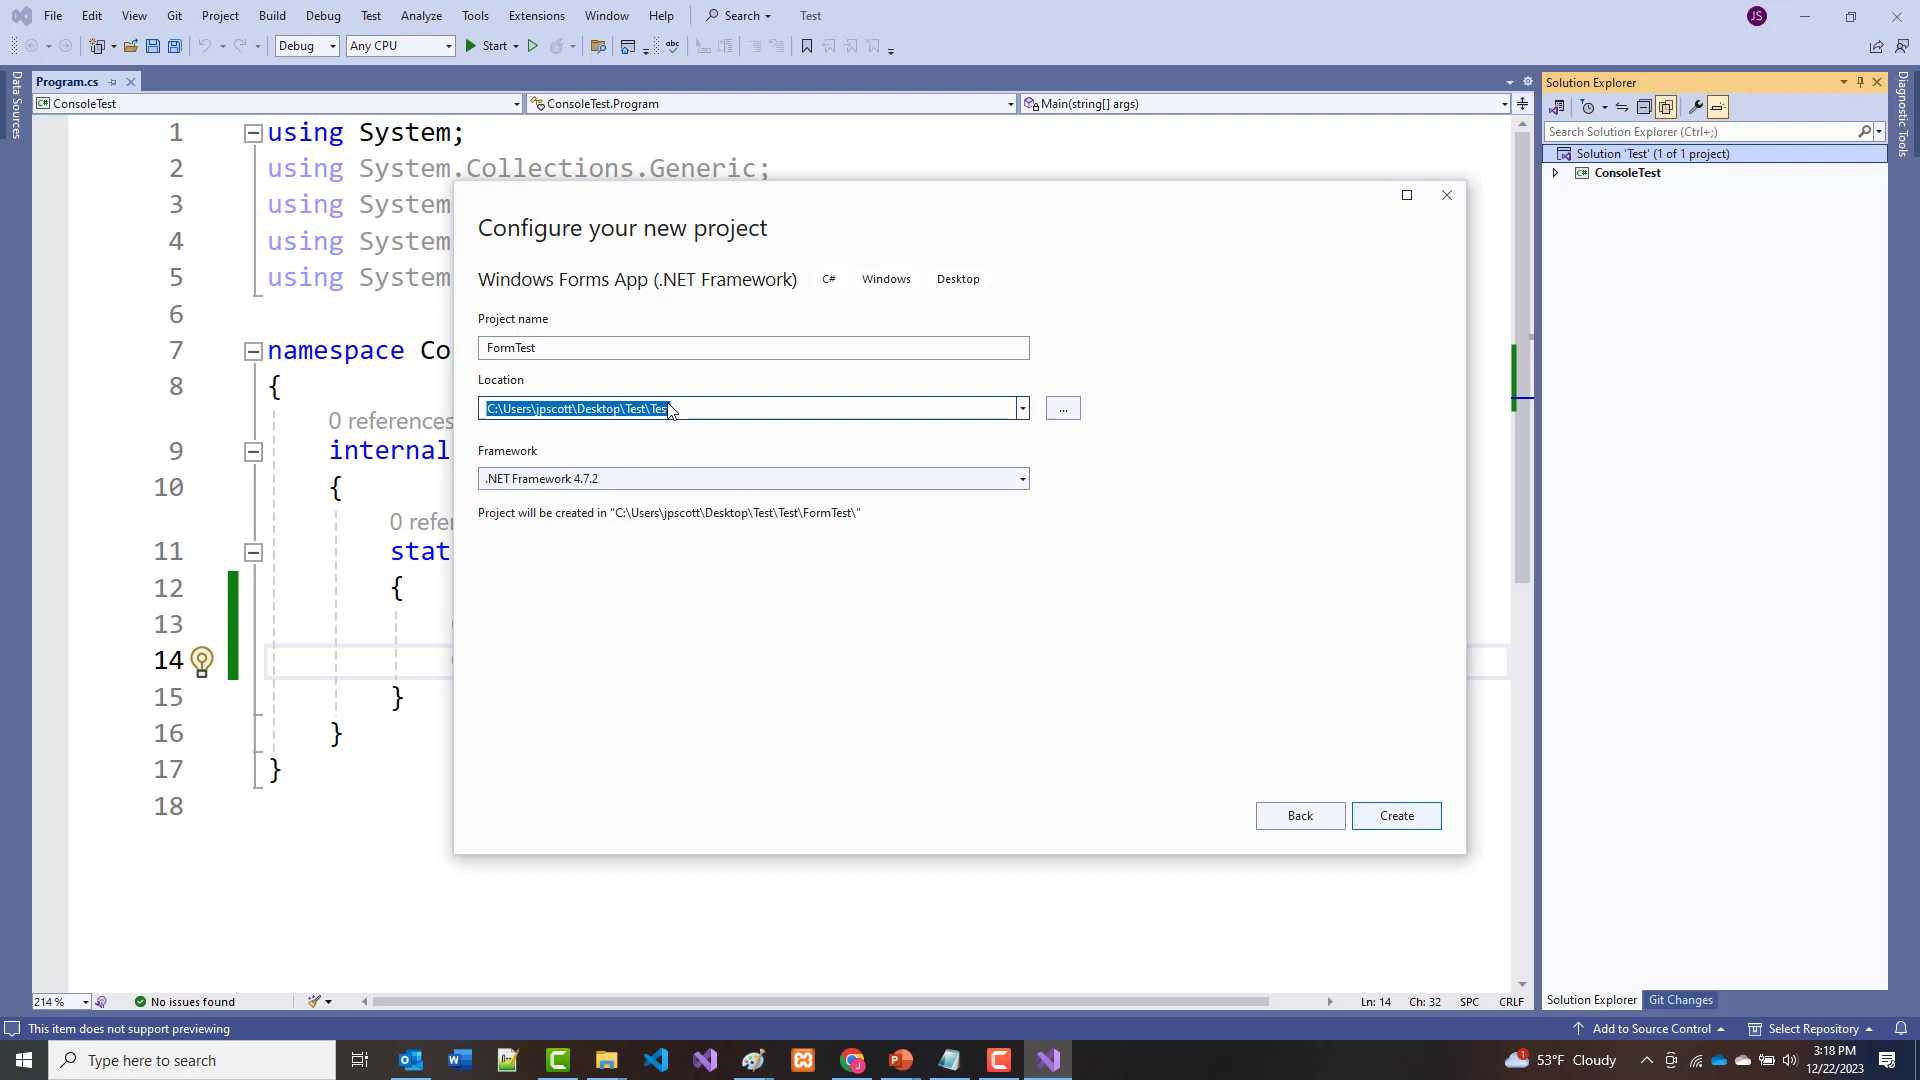 File Edit View Git Project Build Debug Test Analyze Tools Extensions Window Help Search Test JS
Debug Any CPU Start
Program.cs
ConsoleTest ConsoleTest.Program Main(string[] args)
Data Sources
1 using System;
2 using System.Collections.Generic;
3 using System
4 using System
5 using System
6
7 namespace Co
8 {
0 references
9 internal
10 {
0 refe
11 stat
12 {
13
14
15 }
16 }
17 }
18
Configure your new project
Windows Forms App (.NET Framework) C# Windows Desktop
Project name
FormTest
Location
C:\Users\jpscott\Desktop\Test\Test
...
Framework
.NET Framework 4.7.2
Project will be created in "C:\Users\jpscott\Desktop\Test\Test\FormTest\"
Back Create
Solution Explorer
Search Solution Explorer (Ctrl+;)
Solution 'Test' (1 of 1 project)
C# ConsoleTest
Diagnostic Tools
214 % No issues found Ln: 14 Ch: 32 SPC CRLF
Solution Explorer Git Changes
This item does not support previewing Add to Source Control Select Repository
Type here to search
53°F Cloudy
3:18 PM
12/22/2023